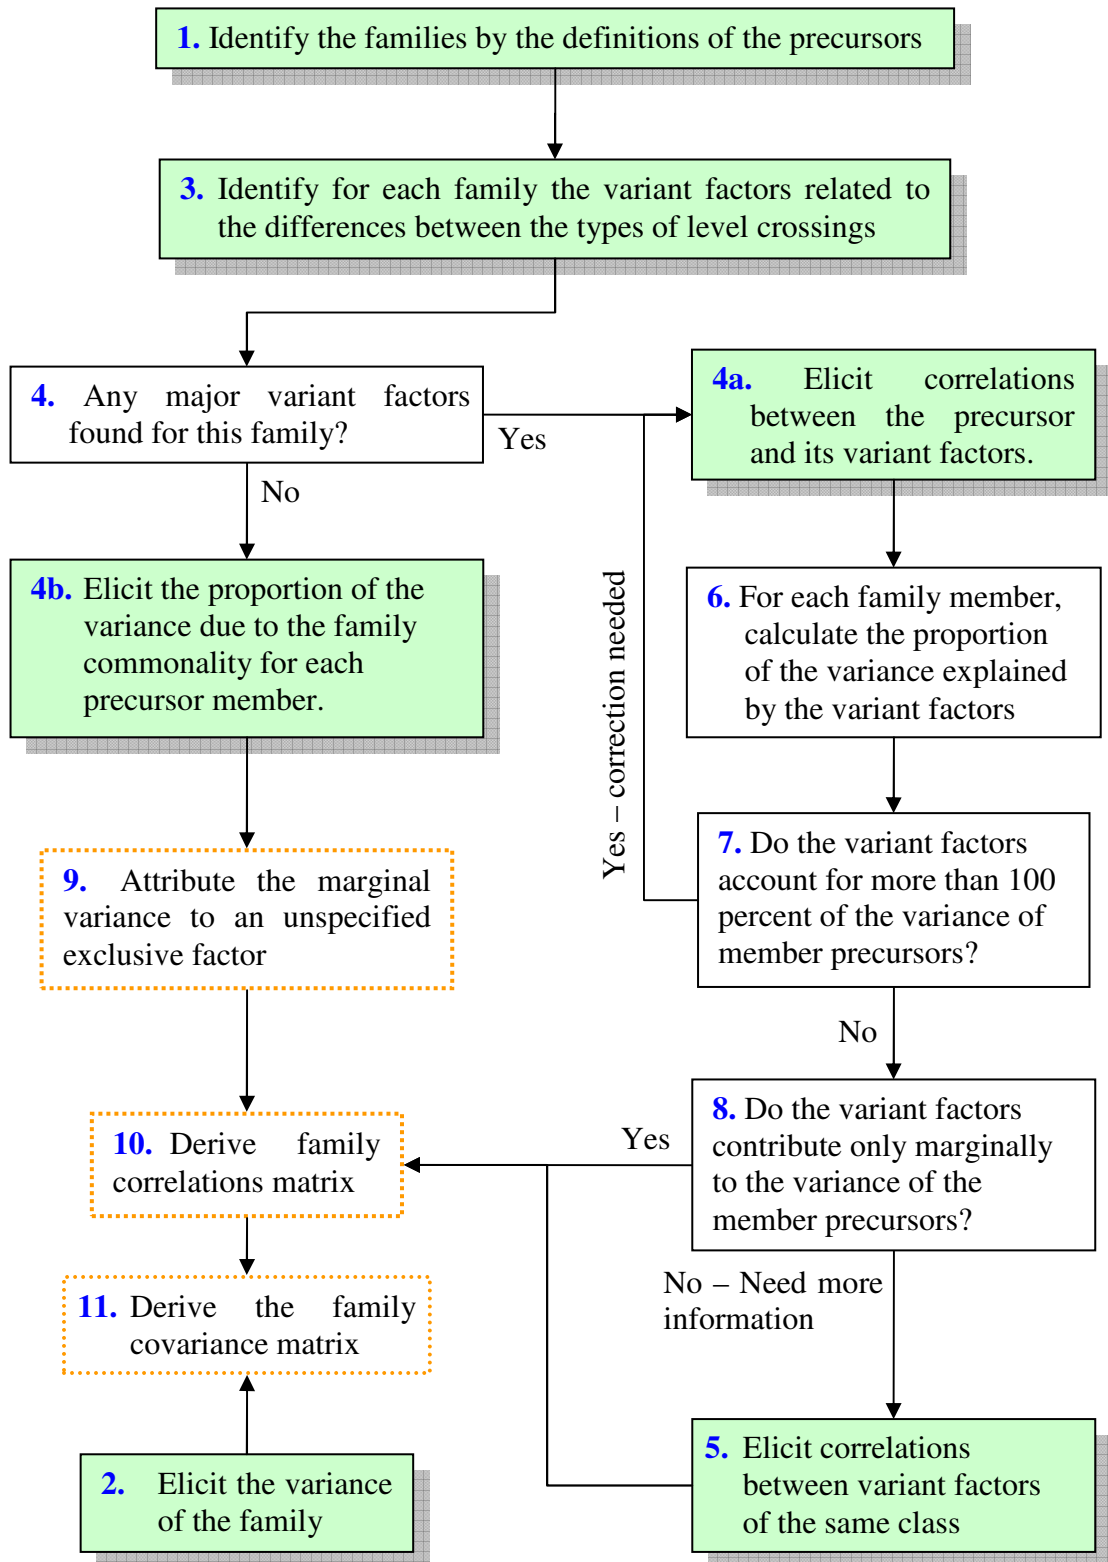 1. Identify the families by the definitions of the precursors
3. Identify for each family the variant factors related to
the differences between the types of level crossings
4. Any major variant factors
found for this family?
Yes
No
4a. Elicit correlations
between the precursor
and its variant factors.
4b. Elicit the proportion of the
variance due to the family
commonality for each
precursor member.
Yes – correction needed
6. For each family member,
calculate the proportion
of the variance explained
by the variant factors
7. Do the variant factors
account for more than 100
percent of the variance of
member precursors?
9. Attribute the marginal
variance to an unspecified
exclusive factor
No
8. Do the variant factors
contribute only marginally
to the variance of the
member precursors?
Yes
10. Derive family
correlations matrix
No – Need more
information
11. Derive the family
covariance matrix
5. Elicit correlations
between variant factors
of the same class
2. Elicit the variance
of the family